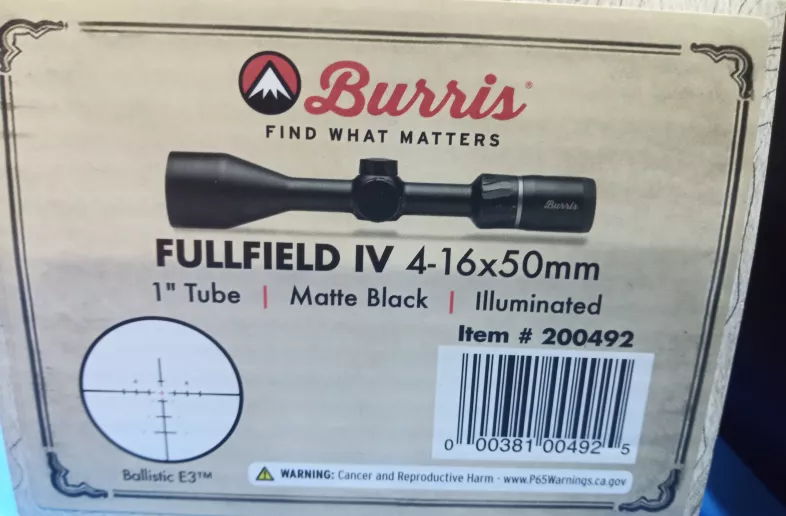 Burris®
FIND WHAT MATTERS
Burris
FULLFIELD IV 4-16x50mm
1" Tube | Matte Black | Illuminated
Item # 200492
0 00381 00492 5
Ballistic E3™
WARNING: Cancer and Reproductive Harm - www.P65Warnings.ca.gov